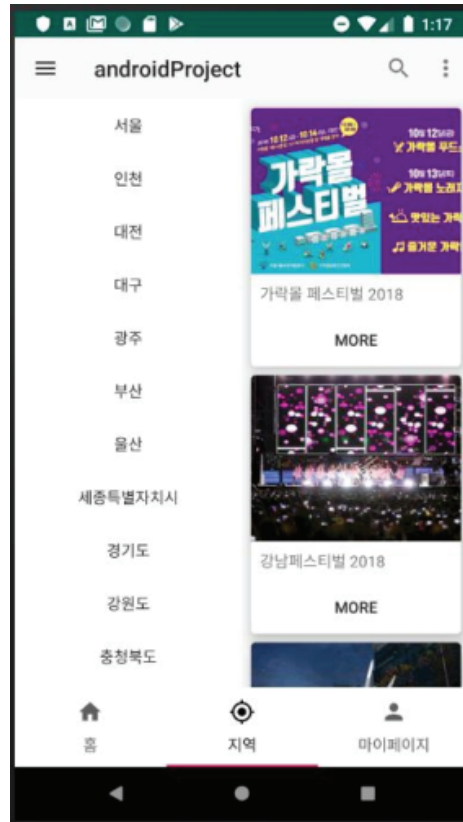 1:17
androidProject
서울
인천
대전
대구
광주
부산
울산
세종특별자치시
경기도
강원도
충청북도
가락몰
페스티벌
가락몰 페스티벌 2018
MORE
강남페스티벌 2018
MORE
홈
지역
마이페이지